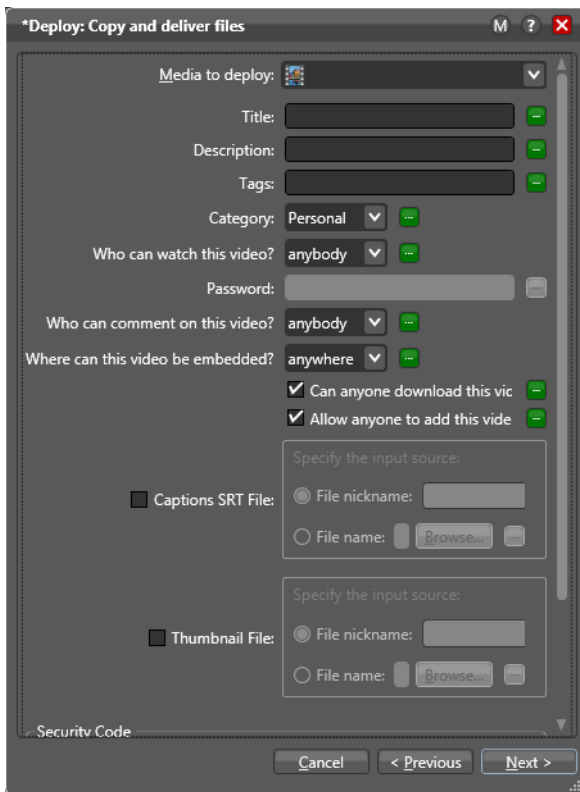 *Deploy: Copy and deliver files M ?
Media to deploy:
Title:
Description:
Tags:
Category: Personal
Who can watch this video? anybody
Password:
Who can comment on this video? anybody
Where can this video be embedded? anywhere
Can anyone download this vic
Allow anyone to add this vide
Specify the input source:
Captions SRT File: File nickname:
File name: Browse...
Specify the input source:
Thumbnail File: File nickname:
File name: Browse...
Security Code
Cancel < Previous Next >